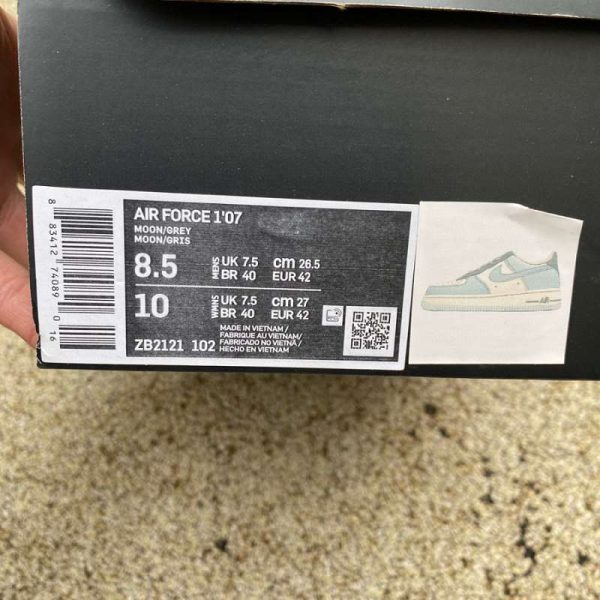 AIR FORCE 1'07
MOON/GREY
MOON/GRIS
8.5 MENS UK 7.5 cm 26.5
BR 40 EUR 42
10 WMNS UK 7.5 cm 27
BR 40 EUR 42
MADE IN VIETNAM /
FABRIQUE AU VIETNAM/
FABRICADO NO VIETNÃ/
ZB2121 102 HECHO EN VIETNAM
8 83412 74089 0 16
AIR